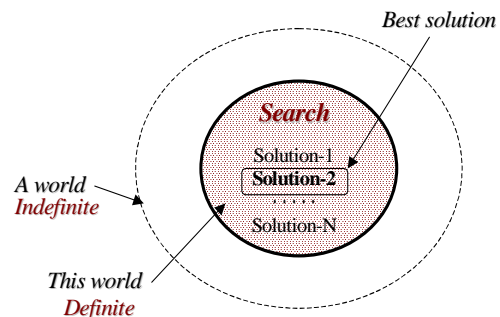 Best solution
Search
Solution-1
Solution-2
.....
Solution-N
A world
Indefinite
This world
Definite